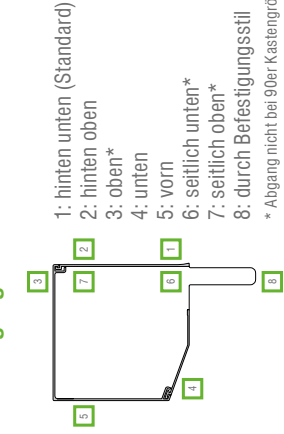 3
5
7
2
6
1
4
8
1: hinten unten (Standard)
2: hinten oben
3: oben*
4: unten
5: vorn
6: seitlich unten*
7: seitlich oben*
8: durch Befestigungsstil
* Abgang nicht bei 90er